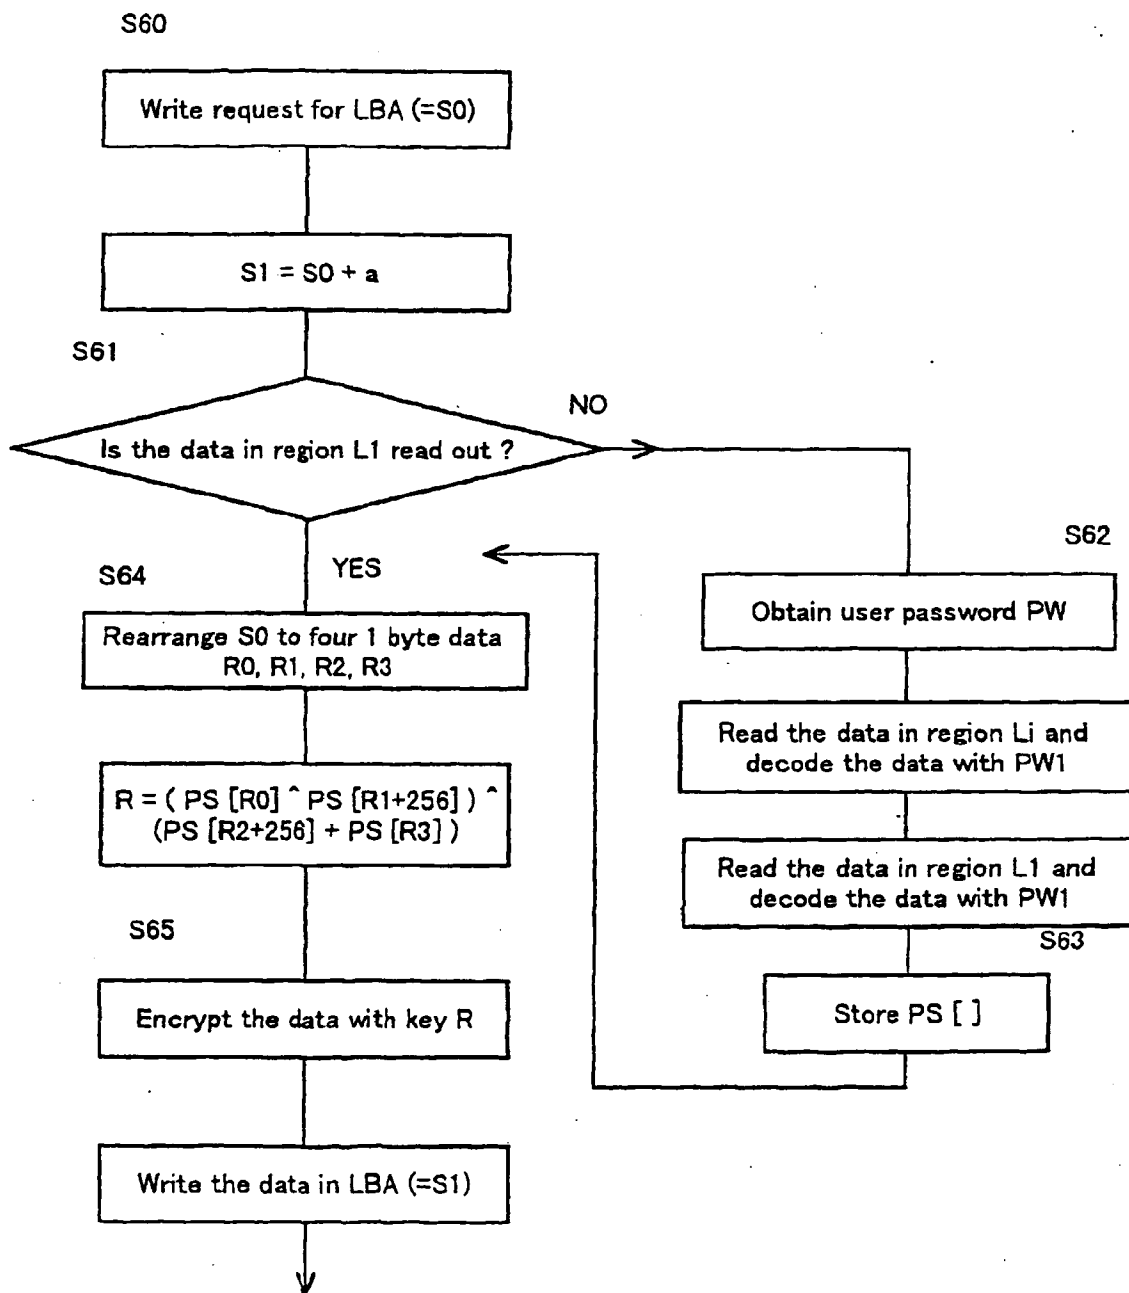 S60
Write request for LBA (=S0)
S1 = S0 + a
S61
Is the data in region L1 read out ?
NO
YES
S62
Obtain user password PW
Read the data in region Li and
decode the data with PW1
Read the data in region L1 and
decode the data with PW1
S63
Store PS [ ]
S64
Rearrange S0 to four 1 byte data
R0, R1, R2, R3
R = ( PS [R0] ^ PS [R1+256] ) ^
(PS [R2+256] + PS [R3] )
S65
Encrypt the data with key R
Write the data in LBA (=S1)